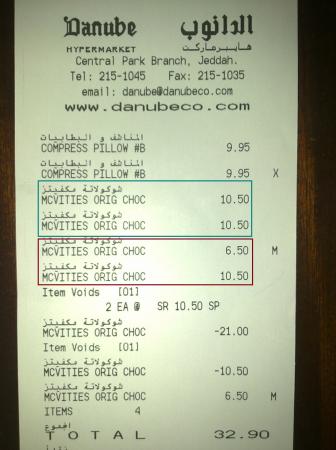 Danube الدانوب
HYPERMARKET هايبرماركت
Central Park Branch, Jeddah.
Tel: 215-1045 Fax: 215-1035
email: danube@danubeco.com
www.danubeco.com
المناشف و البطانيات
COMPRESS PILLOW #B 9.95
المناشف و البطانيات
COMPRESS PILLOW #B 9.95 X
شوكولاتة مكفيتز
MCVITIES ORIG CHOC 10.50
شوكولاتة مكفيتز
MCVITIES ORIG CHOC 10.50
شوكولاتة مكفيتز
MCVITIES ORIG CHOC 6.50 M
شوكولاتة مكفيتز
MCVITIES ORIG CHOC 10.50
Item Voids [01]
2 EA @ SR 10.50 SP
شوكولاتة مكفيتز
MCVITIES ORIG CHOC -21.00
Item Voids [01]
شوكولاتة مكفيتز
MCVITIES ORIG CHOC -10.50
شوكولاتة مكفيتز
MCVITIES ORIG CHOC 6.50 M
ITEMS 4
المجموع
TOTAL 32.90